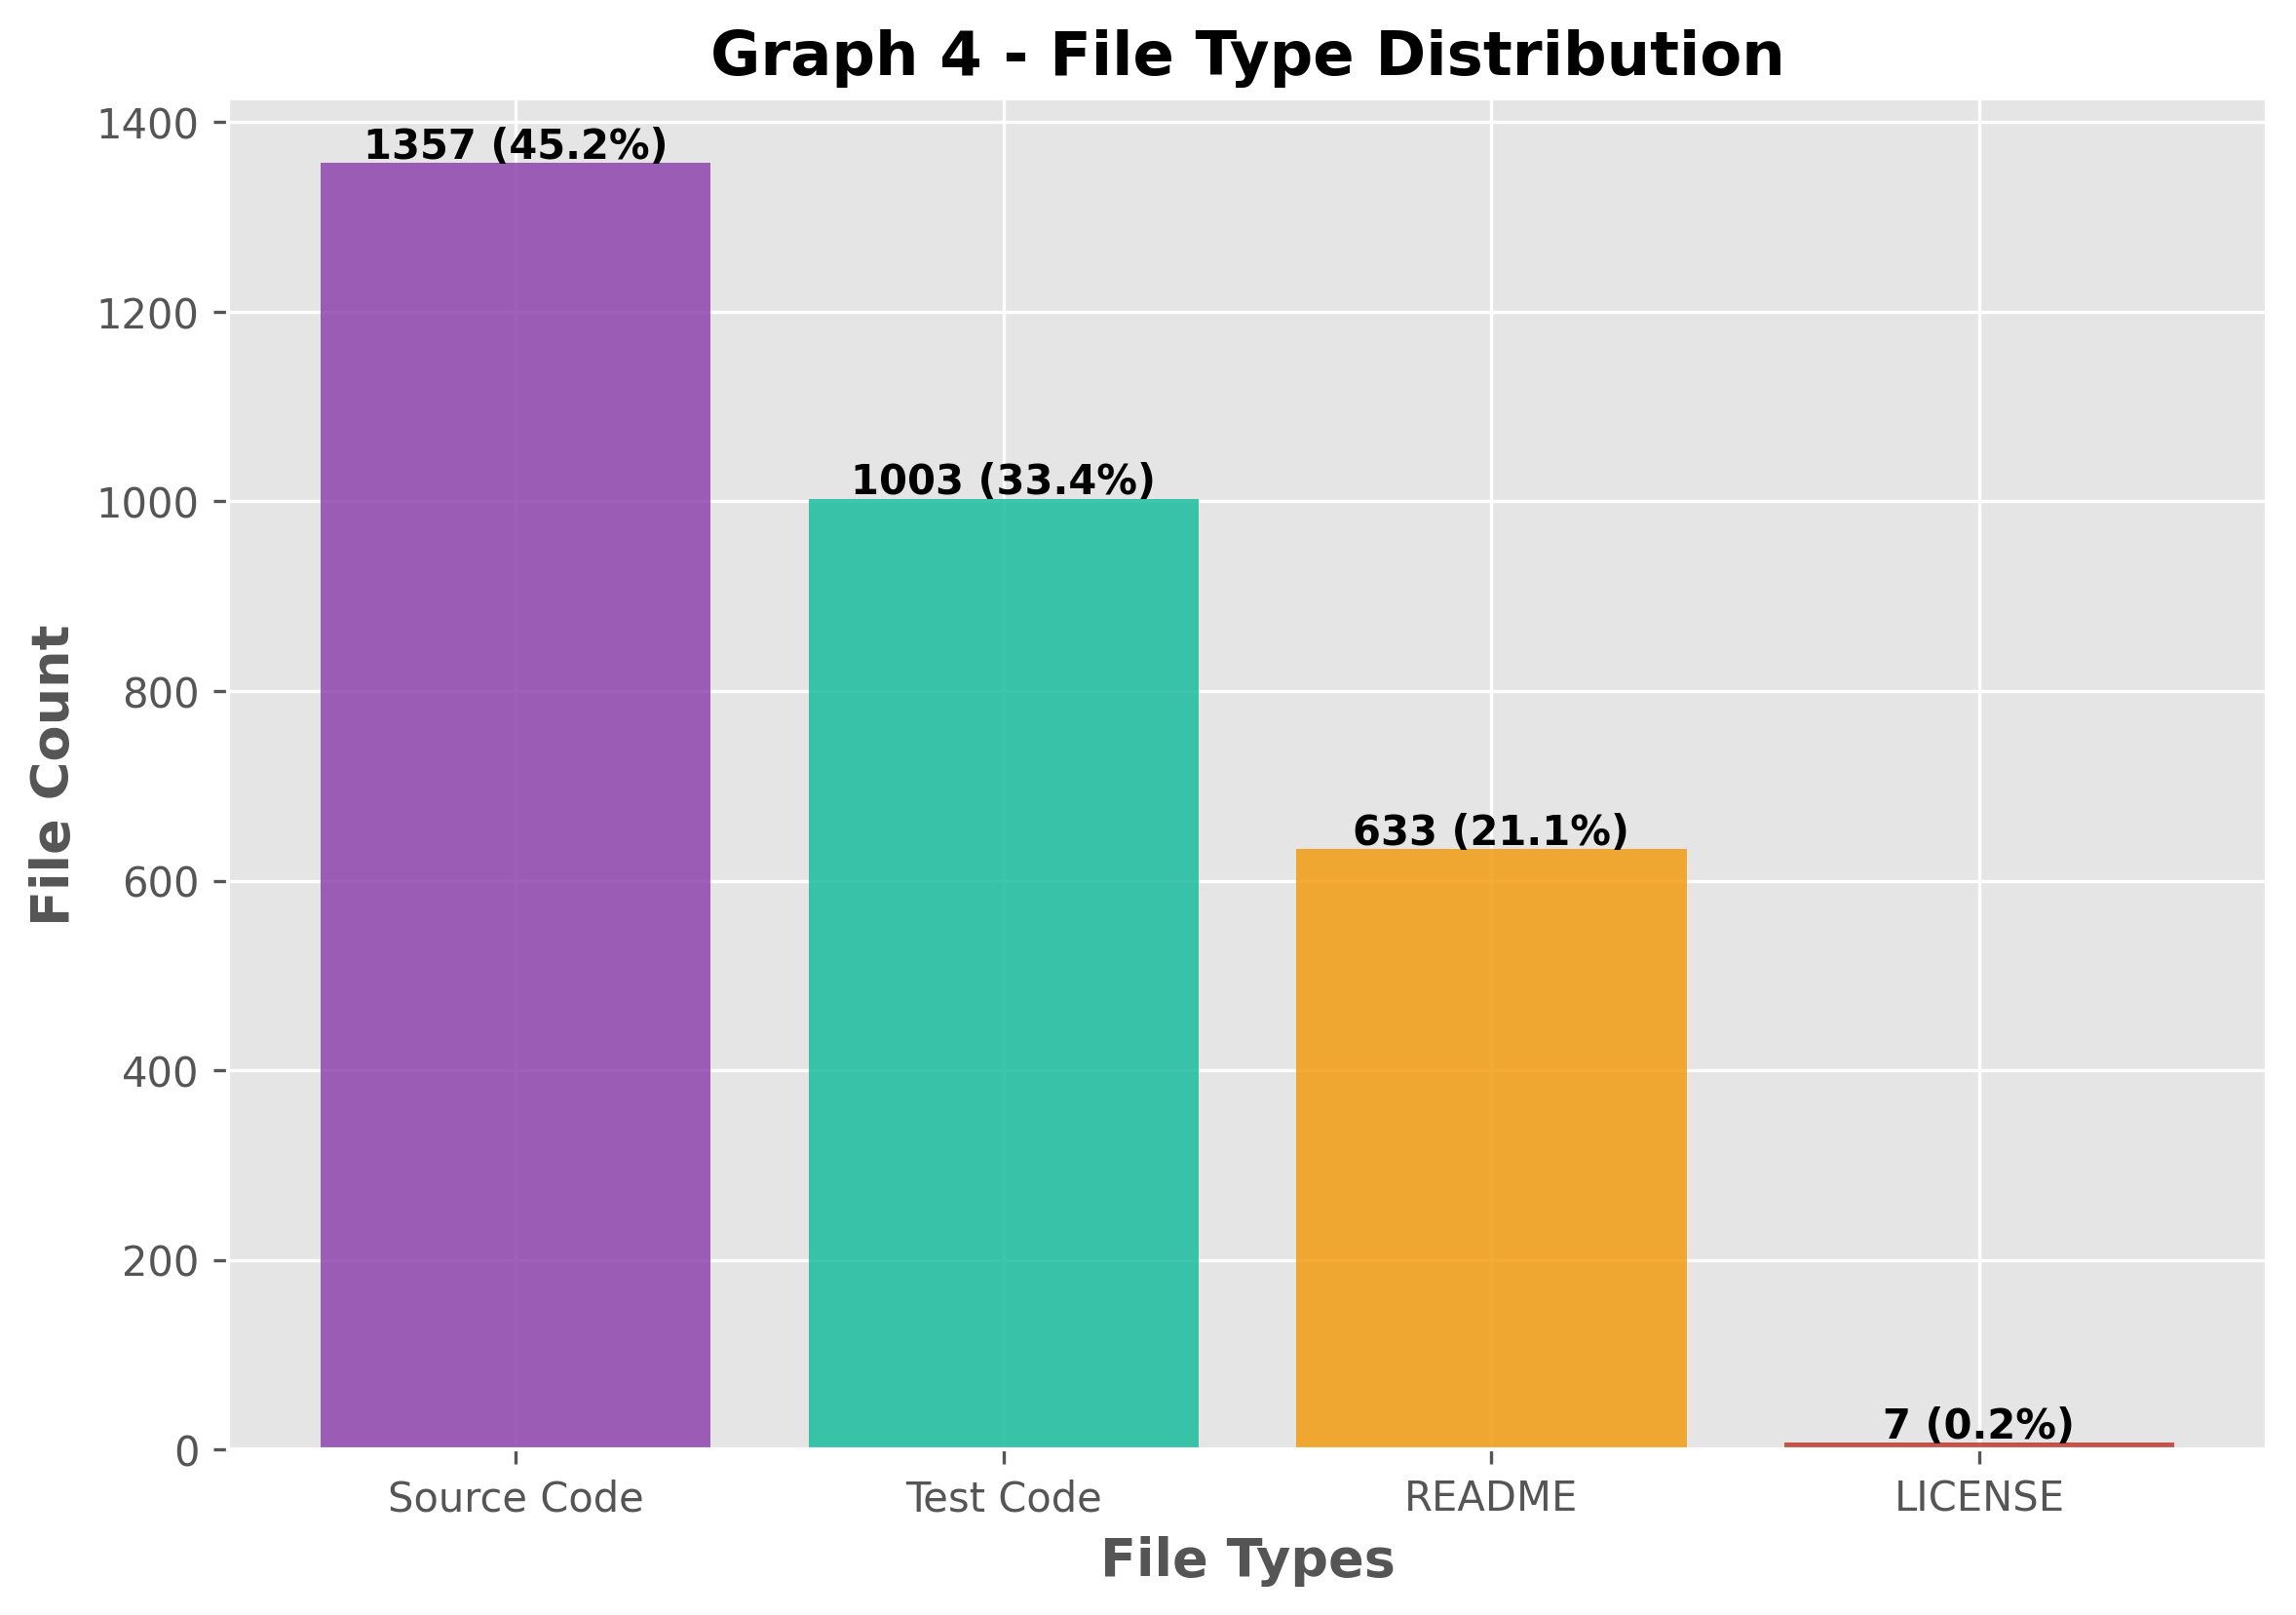 Graph 4 - File Type Distribution
File Count
1400
1200
1000
800
600
400
200
0
1357 (45.2%)
1003 (33.4%)
633 (21.1%)
7 (0.2%)
Source Code
Test Code
README
LICENSE
File Types